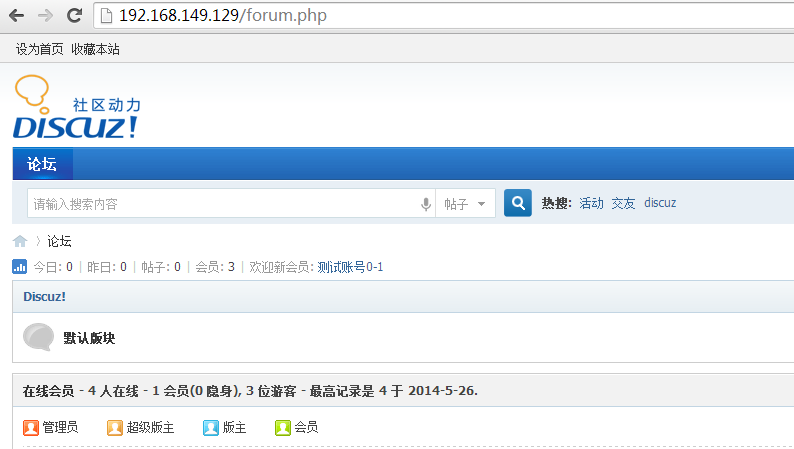 192.168.149.129/forum.php
设为首页 收藏本站
社区动力
DISCUZ!
论坛
请输入搜索内容 帖子 热搜: 活动 交友 discuz
论坛
今日: 0 | 昨日: 0 | 帖子: 0 | 会员: 3 | 欢迎新会员: 测试账号0-1
Discuz!
默认版块
在线会员 - 4 人在线 - 1 会员(0 隐身), 3 位游客 - 最高记录是 4 于 2014-5-26.
管理员 超级版主 版主 会员